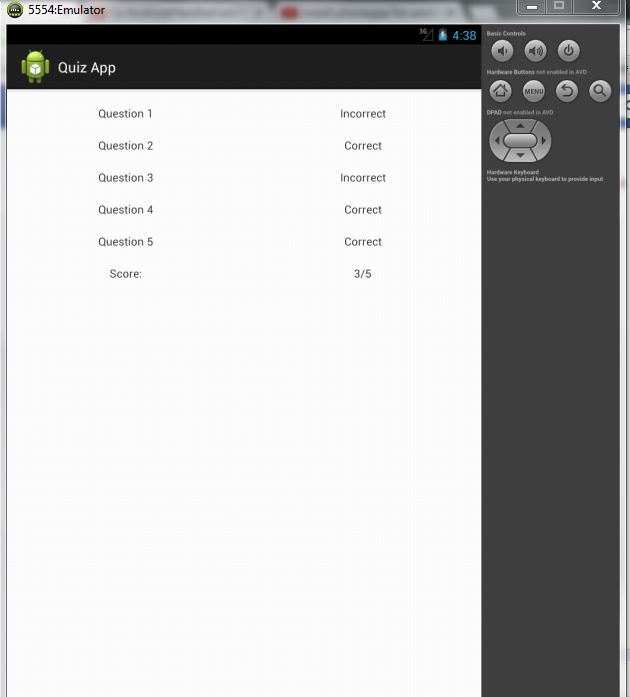 5554:Emulator
3G 4:38
Quiz App
Question 1 Incorrect
Question 2 Correct
Question 3 Incorrect
Question 4 Correct
Question 5 Correct
Score: 3/5
Basic Controls
Hardware Buttons not enabled in AVD
MENU
DPAD not enabled in AVD
Hardware Keyboard
Use your physical keyboard to provide input